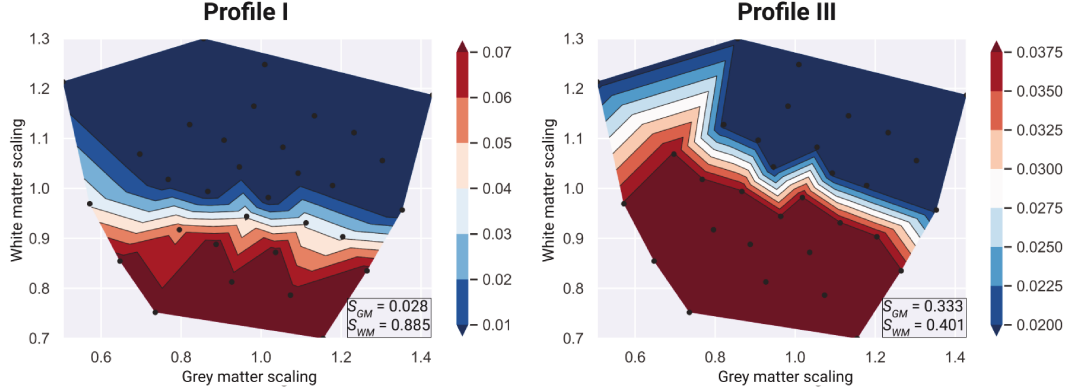 Profile I
1.3
1.2
1.1
1.0
0.9
0.8
0.7
White matter scaling
0.6 0.8 1.0 1.2 1.4
Grey matter scaling
S_GM = 0.028
S_WM = 0.885
0.07
0.06
0.05
0.04
0.03
0.02
0.01
Profile III
1.3
1.2
1.1
1.0
0.9
0.8
0.7
White matter scaling
0.6 0.8 1.0 1.2 1.4
Grey matter scaling
S_GM = 0.333
S_WM = 0.401
0.0375
0.0350
0.0325
0.0300
0.0275
0.0250
0.0225
0.0200